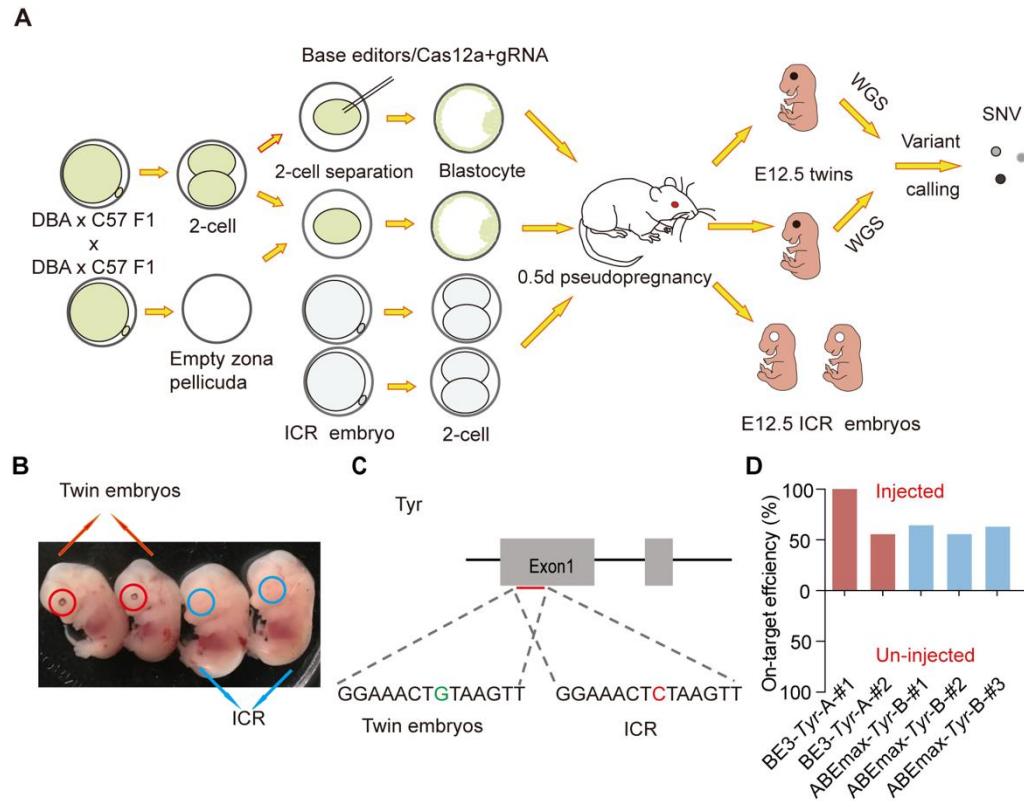 A
Base editors/Cas12a+gRNA
WGS
SNV
2-cell separation
Blastocyte
E12.5 twins
Variant
calling
DBA x C57 F1
2-cell
x
DBA x C57 F1
0.5d pseudopregnancy
WGS
Empty zona
pellicuda
ICR embryo
2-cell
E12.5 ICR embryos
B
Twin embryos
ICR
C
Tyr
Exon1
GGAAACTGTAAGTT
GGAAACTCTAAGTT
Twin embryos
ICR
D
On-target effciency (%)
100
50
0
50
100
Injected
Un-injected
BE3-Tyr-A-#1
BE3-Tyr-A-#2
ABEmax-Tyr-B-#1
ABEmax-Tyr-B-#2
ABEmax-Tyr-B-#3